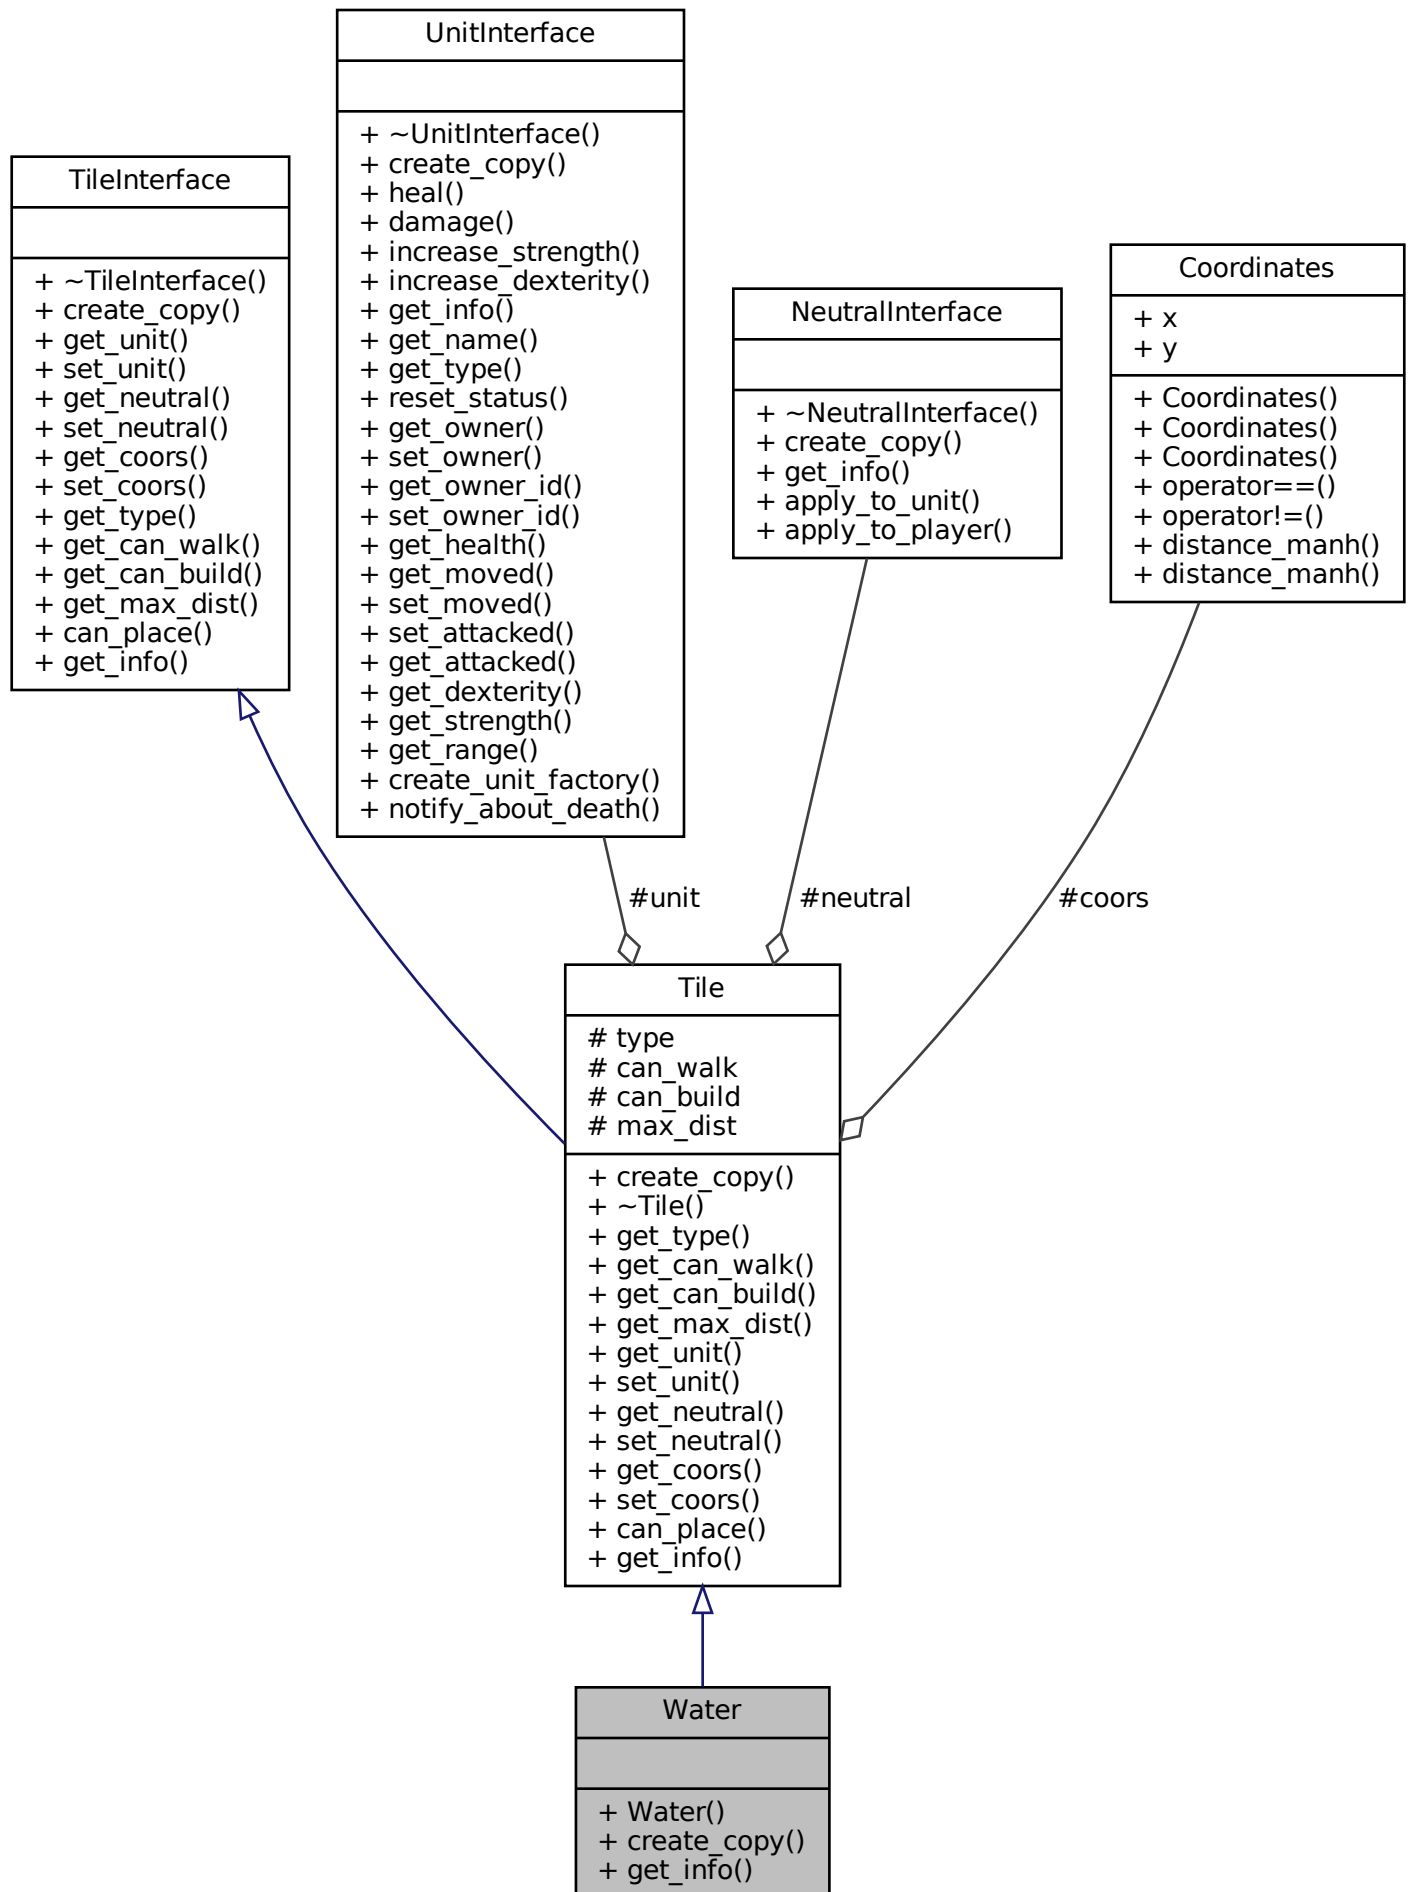 UnitInterface
+ ~UnitInterface()
+ create_copy()
+ heal()
+ damage()
+ increase_strength()
+ increase_dexterity()
+ get_info()
+ get_name()
+ get_type()
+ reset_status()
+ get_owner()
+ set_owner()
+ get_owner_id()
+ set_owner_id()
+ get_health()
+ get_moved()
+ set_moved()
+ set_attacked()
+ get_attacked()
+ get_dexterity()
+ get_strength()
+ get_range()
+ create_unit_factory()
+ notify_about_death()
TileInterface
+ ~TileInterface()
+ create_copy()
+ get_unit()
+ set_unit()
+ get_neutral()
+ set_neutral()
+ get_coors()
+ set_coors()
+ get_type()
+ get_can_walk()
+ get_can_build()
+ get_max_dist()
+ can_place()
+ get_info()
NeutralInterface
+ ~NeutralInterface()
+ create_copy()
+ get_info()
+ apply_to_unit()
+ apply_to_player()
Coordinates
+ x
+ y
+ Coordinates()
+ Coordinates()
+ Coordinates()
+ operator==()
+ operator!=()
+ distance_manh()
+ distance_manh()
#unit
#neutral
#coors
Tile
# type
# can_walk
# can_build
# max_dist
+ create_copy()
+ ~Tile()
+ get_type()
+ get_can_walk()
+ get_can_build()
+ get_max_dist()
+ get_unit()
+ set_unit()
+ get_neutral()
+ set_neutral()
+ get_coors()
+ set_coors()
+ can_place()
+ get_info()
Water
+ Water()
+ create_copy()
+ get_info()